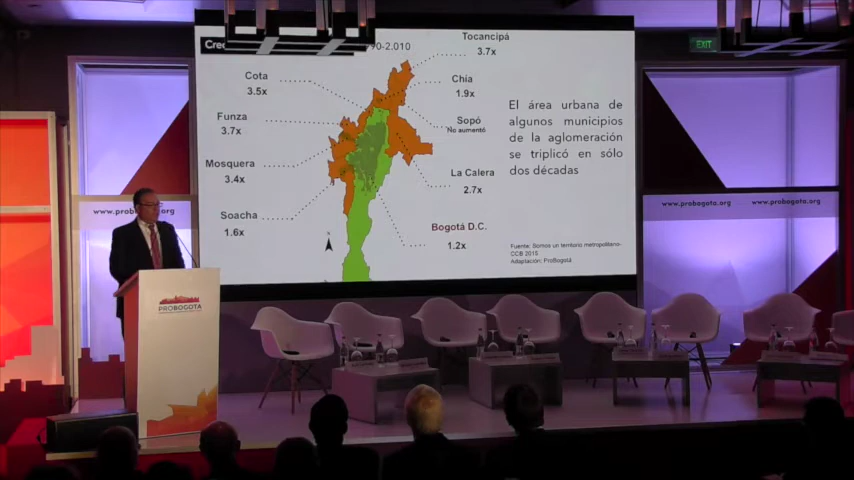 Cre
90-2.010
Tocancipá
3.7x
Cota
3.5x
Chía
1.9x
Funza
3.7x
Sopó
No aumentó
Mosquera
3.4x
La Calera
2.7x
Soacha
1.6x
Bogotá D.C.
1.2x
El área urbana de
algunos municipios
de la aglomeración
se triplicó en sólo
dos décadas
Fuente: Somos un territorio metropolitano-
CCB 2015
Adaptación: ProBogotá
EXIT
www.probogota.org
www.probogota.org
www.pro
.org
PROBOGOTA